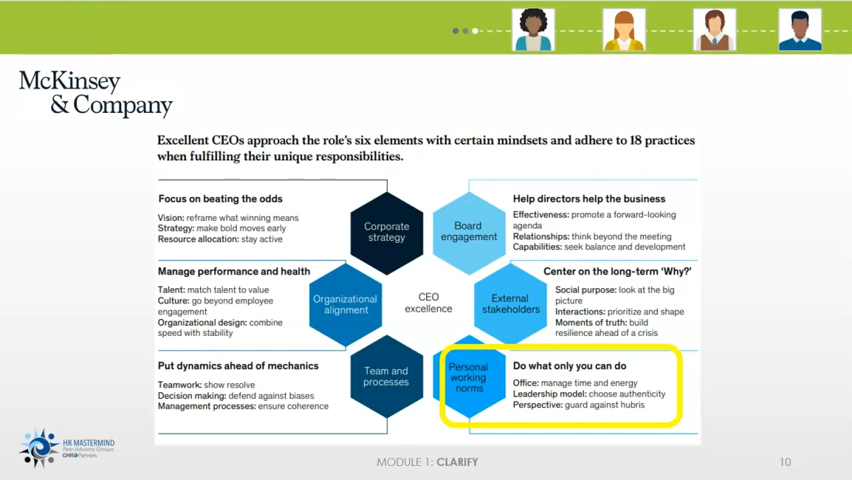 McKinsey
& Company
Excellent CEOs approach the role's six elements with certain mindsets and adhere to 18 practices
when fulfilling their unique responsibilities.
Focus on beating the odds
Vision: reframe what winning means
Strategy: make bold moves early
Resource allocation: stay active
Corporate
strategy
Board
engagement
Help directors help the business
Effectiveness: promote a forward-looking
agenda
Relationships: think beyond the meeting
Capabilities: seek balance and development
Manage performance and health
Talent: match talent to value
Culture: go beyond employee
engagement
Organizational design: combine
speed with stability
Organizational
alignment
CEO
excellence
External
stakeholders
Center on the long-term ‘Why?’
Social purpose: look at the big
picture
Interactions: prioritize and shape
Moments of truth: build
resilience ahead of a crisis
Put dynamics ahead of mechanics
Teamwork: show resolve
Decision making: defend against biases
Management processes: ensure coherence
Team and
processes
Personal
working
norms
Do what only you can do
Office: manage time and energy
Leadership model: choose authenticity
Perspective: guard against hubris
HR MASTERMIND
Peer Advisory Groups
CHRO Partners
MODULE 1: CLARIFY
10